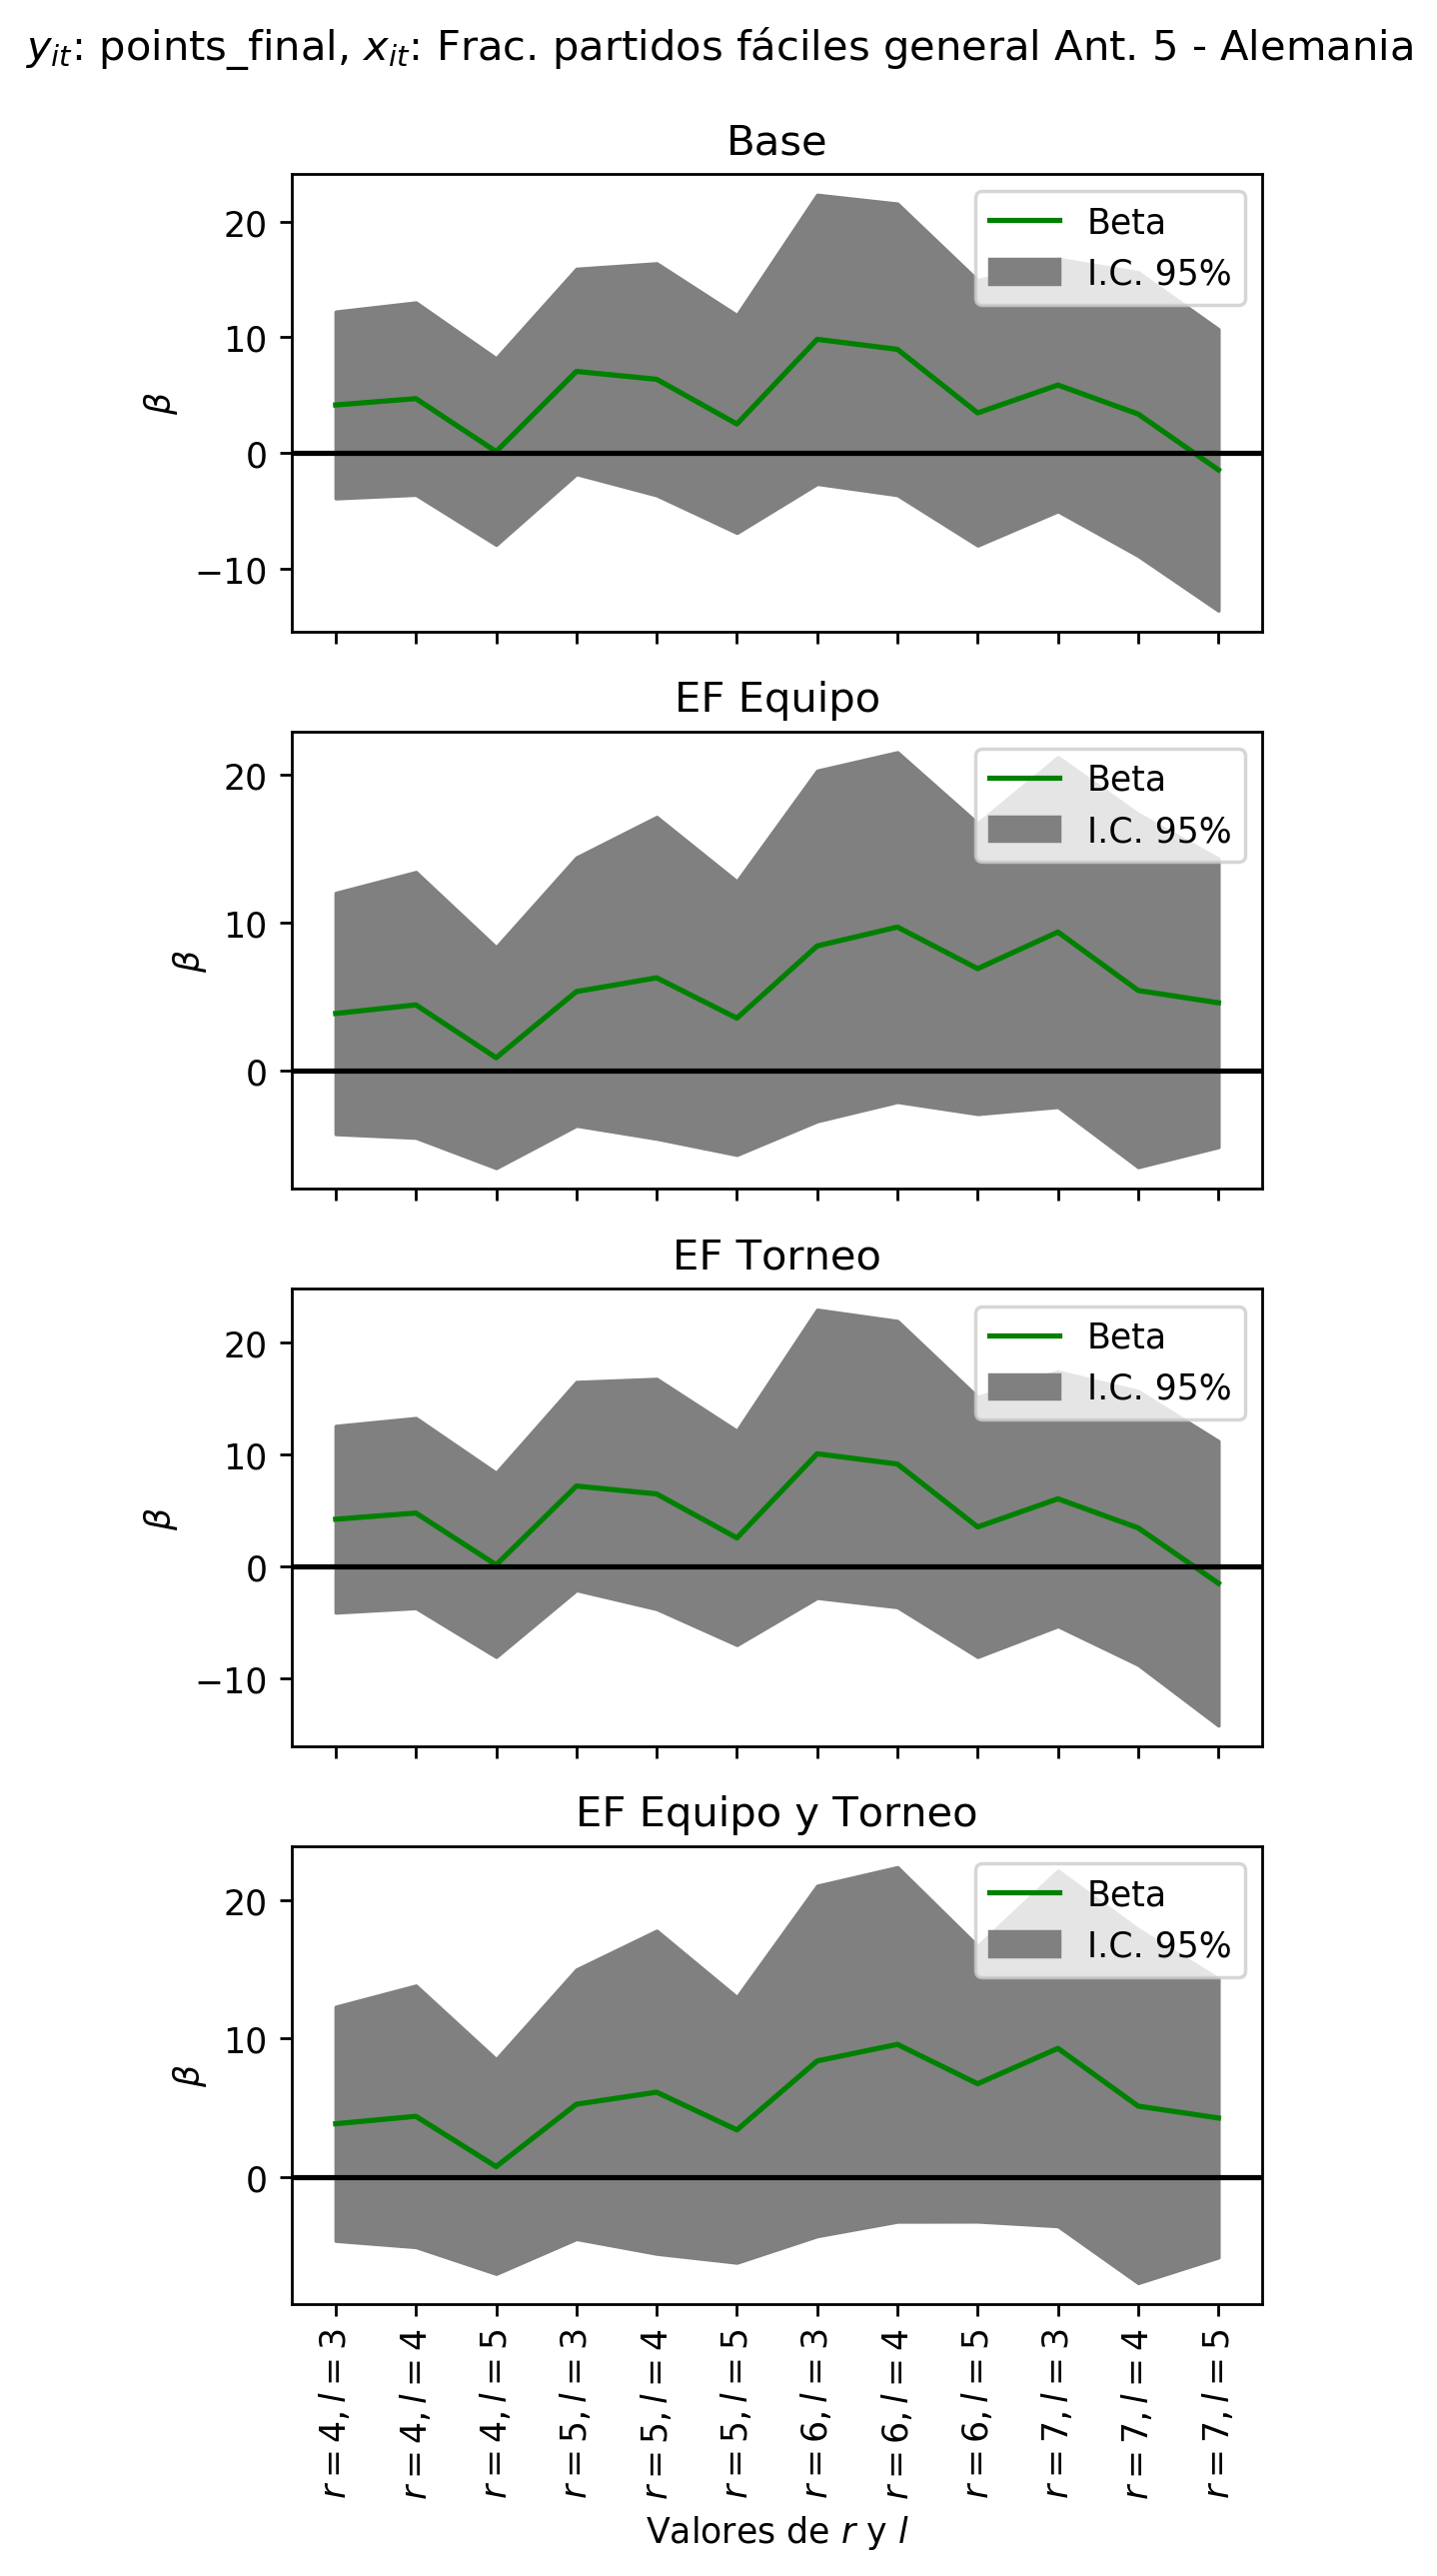 y_it: points_final, x_it: Frac. partidos fáciles general Ant. 5 - Alemania
Base
Beta
I.C. 95%
20
10
0
−10
β
EF Equipo
Beta
I.C. 95%
20
10
0
β
EF Torneo
Beta
I.C. 95%
20
10
0
−10
β
EF Equipo y Torneo
Beta
I.C. 95%
20
10
0
β
r = 4, l = 3
r = 4, l = 4
r = 4, l = 5
r = 5, l = 3
r = 5, l = 4
r = 5, l = 5
r = 6, l = 3
r = 6, l = 4
r = 6, l = 5
r = 7, l = 3
r = 7, l = 4
r = 7, l = 5
Valores de r y l